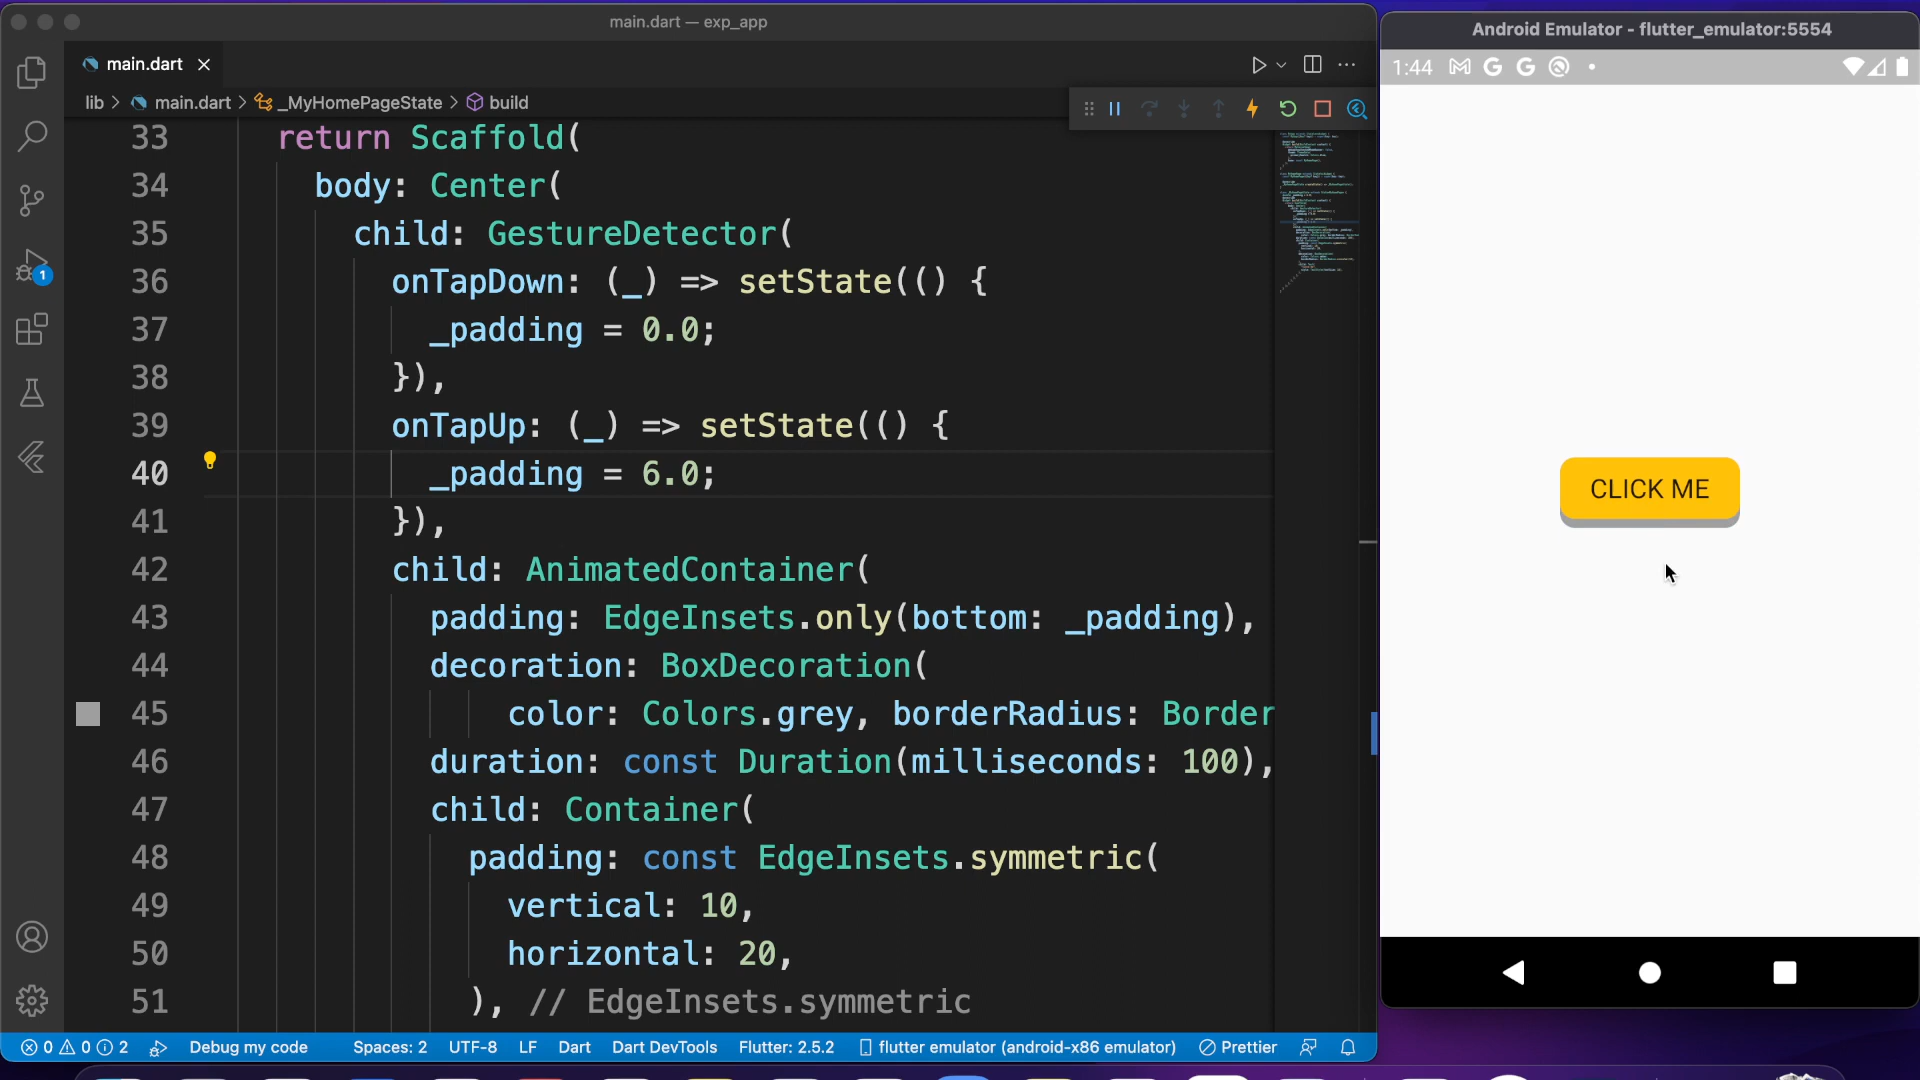 main.dart — exp_app
main.dart
lib > main.dart > _MyHomePageState > build
33 return Scaffold(
34 body: Center(
35 child: GestureDetector(
36 onTapDown: (_) => setState(() {
37 _padding = 0.0;
38 }),
39 onTapUp: (_) => setState(() {
40 _padding = 6.0;
41 }),
42 child: AnimatedContainer(
43 padding: EdgeInsets.only(bottom: _padding),
44 decoration: BoxDecoration(
45 color: Colors.grey, borderRadius: Border
46 duration: const Duration(milliseconds: 100),
47 child: Container(
48 padding: const EdgeInsets.symmetric(
49 vertical: 10,
50 horizontal: 20,
51 ), // EdgeInsets.symmetric
1
0 0 2 Debug my code Spaces: 2 UTF-8 LF Dart Dart DevTools Flutter: 2.5.2 flutter emulator (android-x86 emulator) Prettier
Android Emulator - flutter_emulator:5554
1:44
CLICK ME